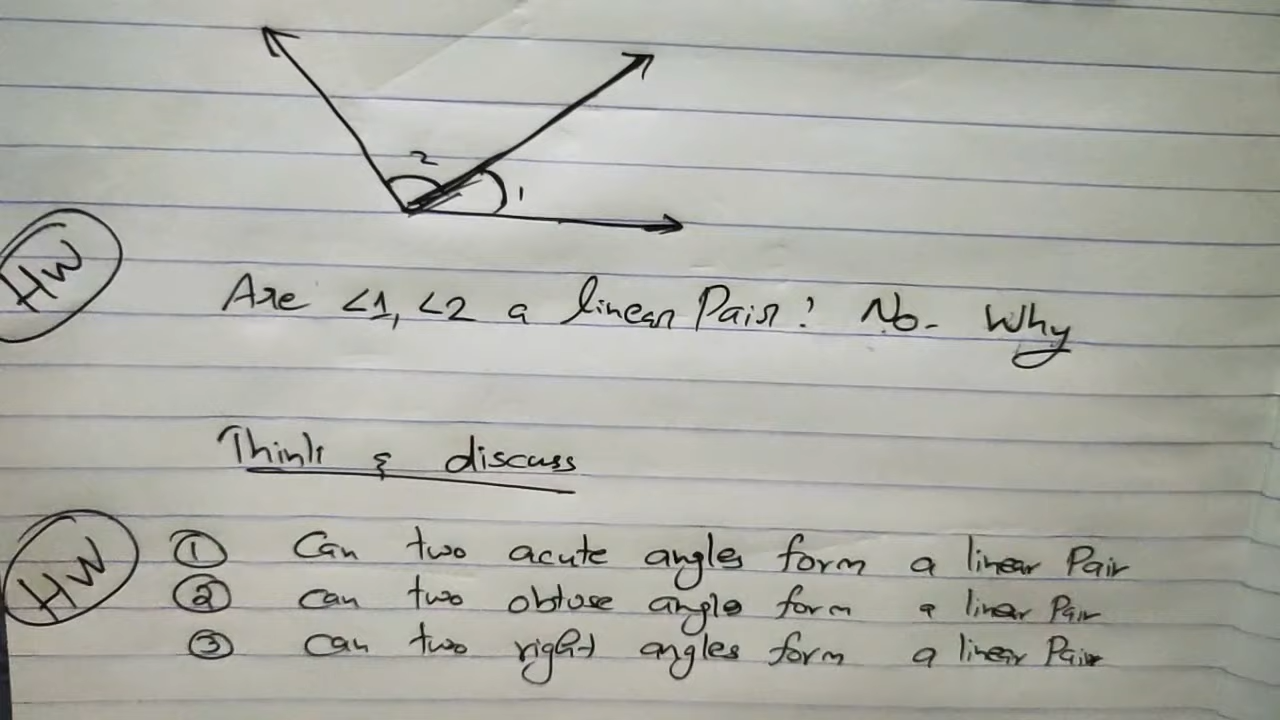 2
1
HW
Are <1, <2 a linear Pair? No. Why
Think & discuss
HW
① Can two acute angles form a linear Pair
② can two obtuse angle form a linear Pair
③ can two right angles form a linear Pair